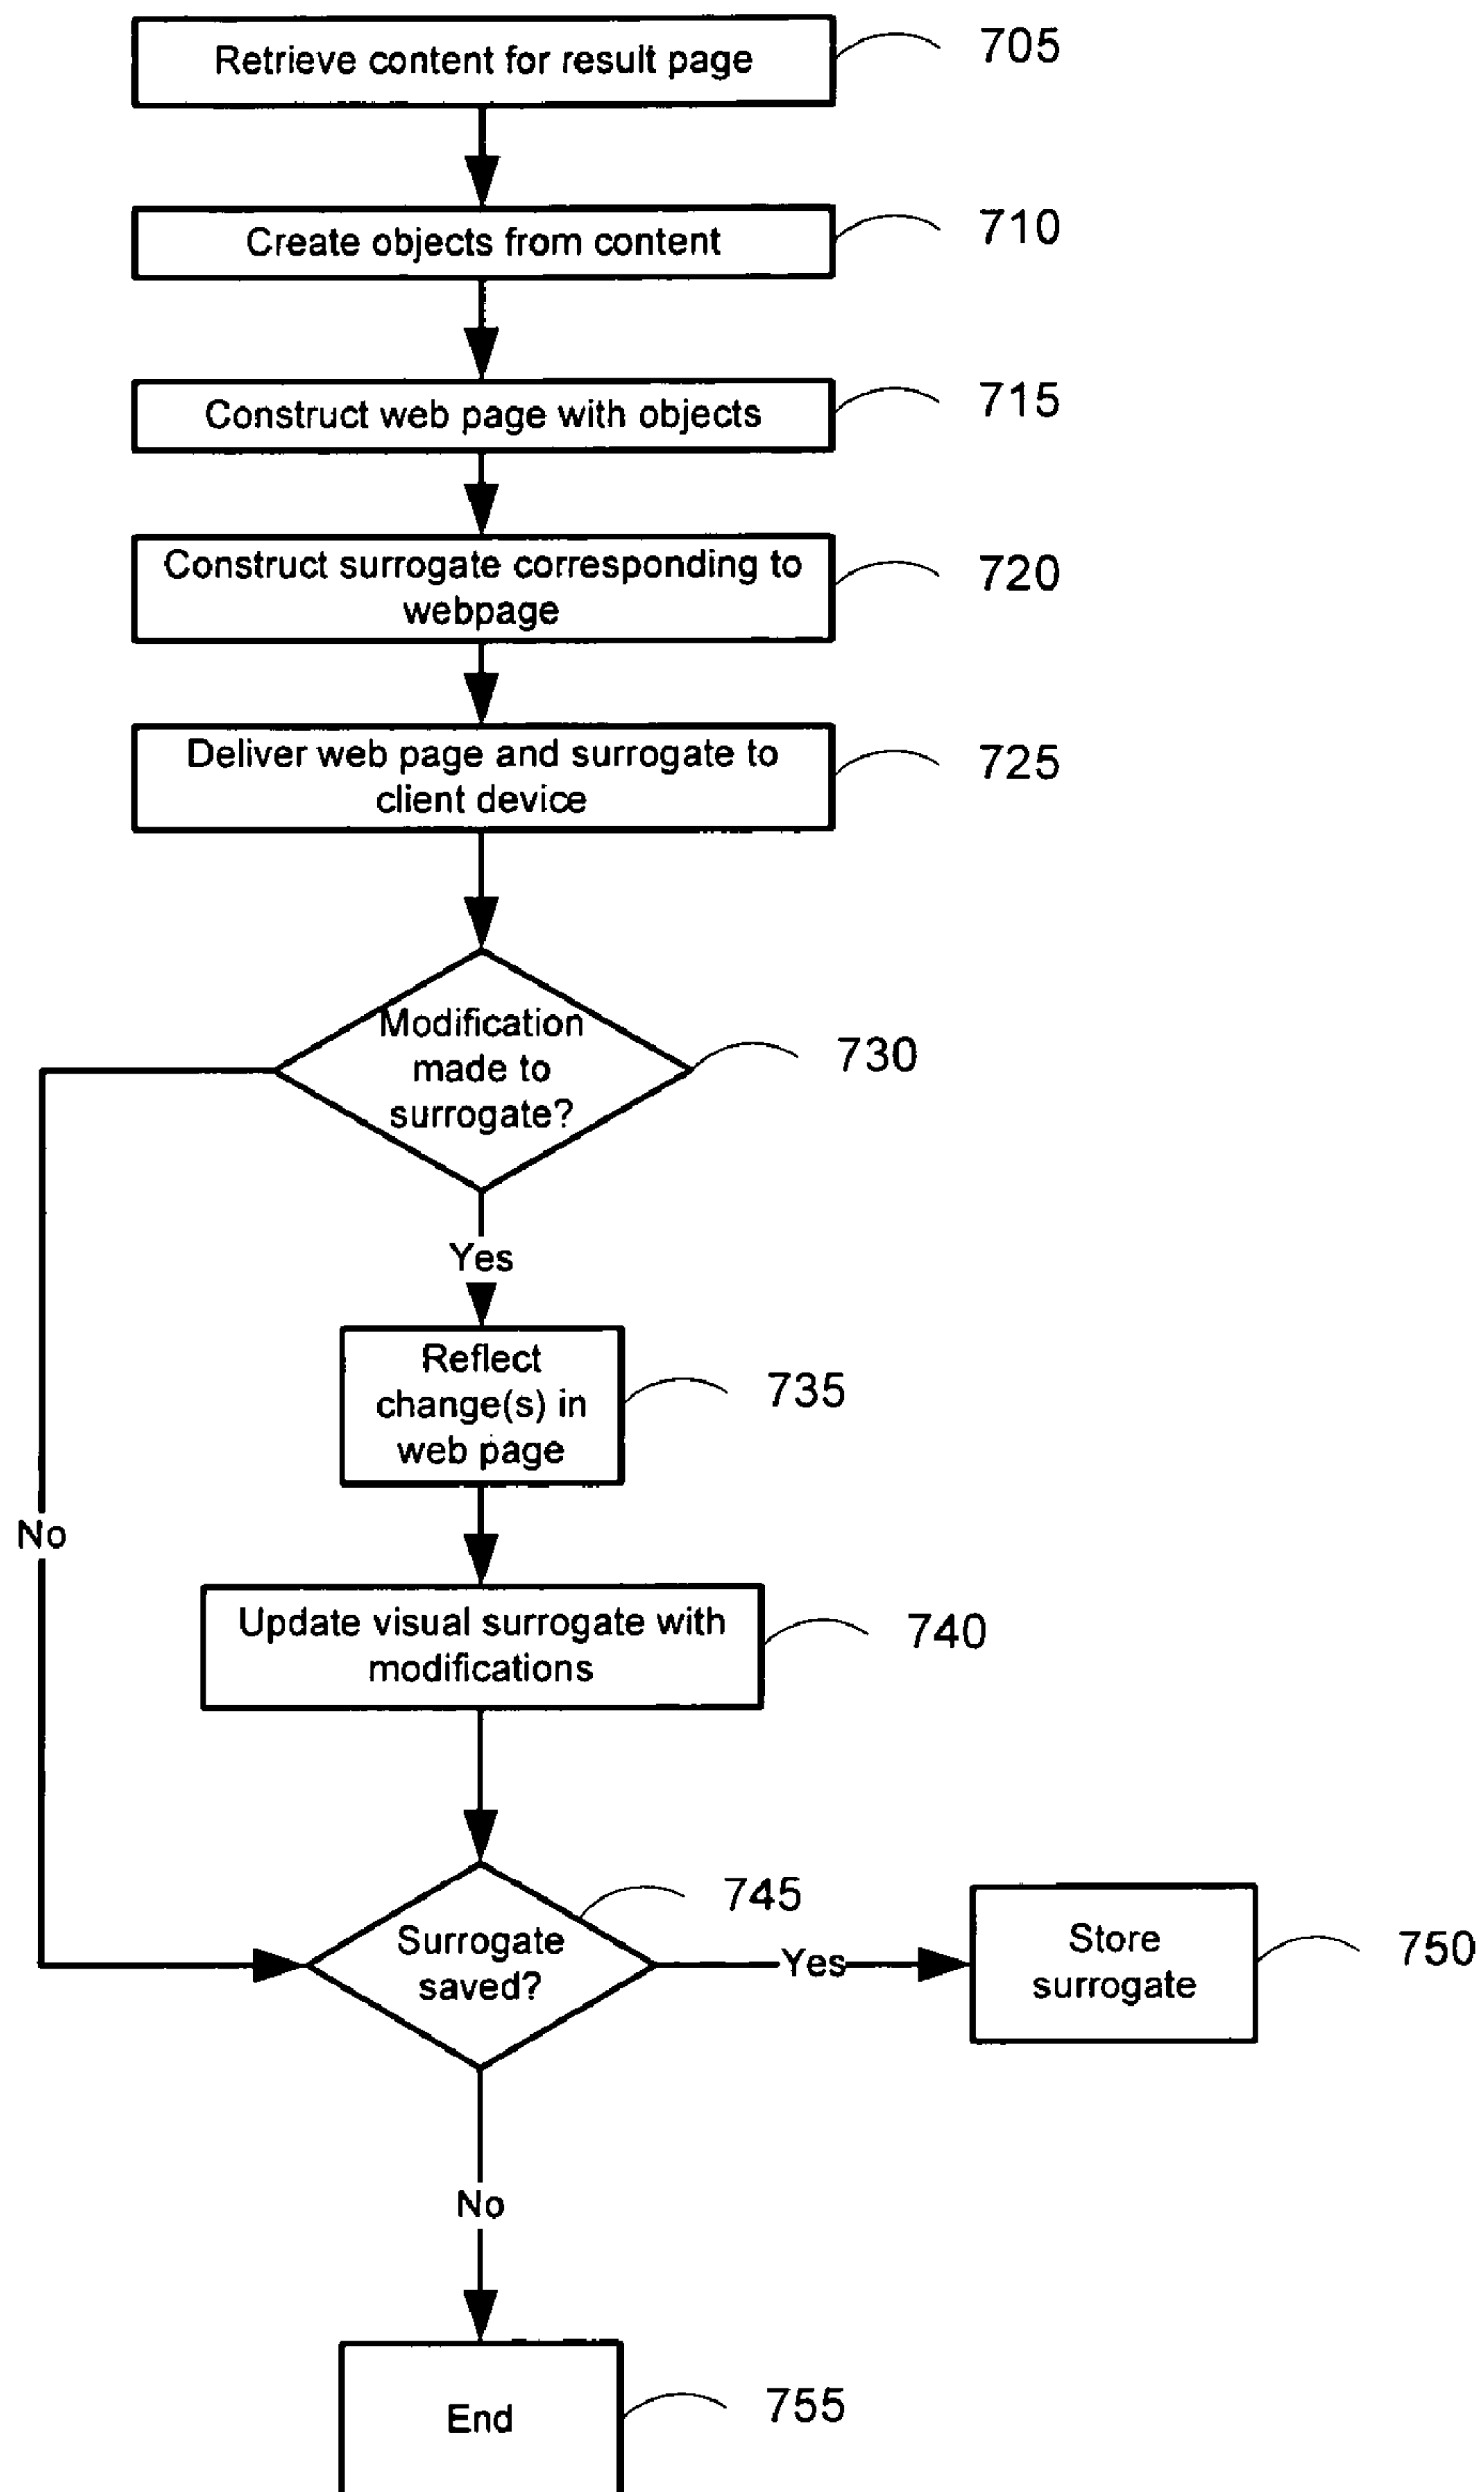 Retrieve content for result page
705
Create objects from content
710
Construct web page with objects
715
Construct surrogate corresponding to
webpage
720
Deliver web page and surrogate to
client device
725
Modification
made to
surrogate?
730
Yes
Reflect
change(s) in
web page
735
No
Update visual surrogate with
modifications
740
Surrogate
saved?
745
Yes
Store
surrogate
750
No
End
755